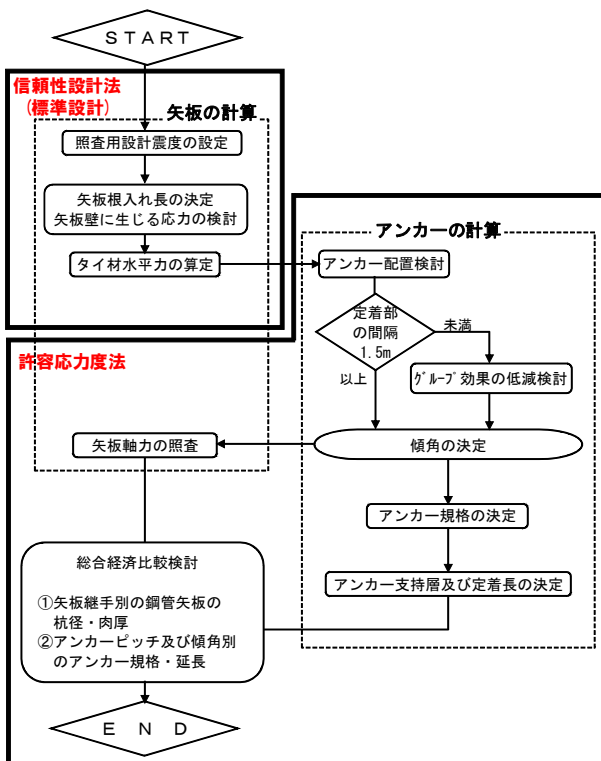 START
信頼性設計法
(標準設計)
矢板の計算
照査用設計震度の設定
矢板根入れ長の決定
矢板壁に生じる応力の検討
タイ材水平力の算定
アンカーの計算
アンカー配置検討
定着部
の間隔
1.5m
未満
以上
グループ効果の低減検討
許容応力度法
矢板軸力の照査
傾角の決定
アンカー規格の決定
アンカー支持層及び定着長の決定
総合経済比較検討
①矢板継手別の鋼管矢板の
杭径・肉厚
②アンカーピッチ及び傾角別
のアンカー規格・延長
END